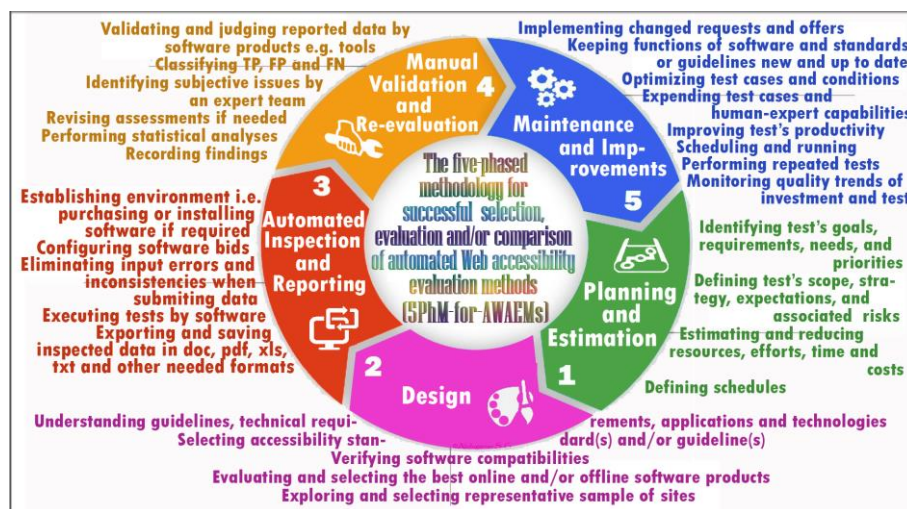 Validating and judging reported data by
software products e.g. tools
Classifying TP, FP and FN
Identifying subjective issues by
an expert team
Revising assessments if needed
Performing statistical analyses
Recording findings
Manual
Validation
and
Re-evaluation
4
Implementing changed requests and offers
Keeping functions of software and standards
or guidelines new and up to date
Optimizing test cases and conditions
Expending test cases and
human-expert capabilities
Improving test's productivity
Scheduling and running
Performing repeated tests
Monitoring quality trends of
investment and test
Maintenance
and Imp-
rovements
5
Establishing environment i.e.
purchasing or installing
software if required
Configuring software bids
Eliminating input errors and
inconsistencies when
submiting data
Executing tests by software
Exporting and saving
inspected data in doc, pdf, xls,
txt and other needed formats
3
Automated
Inspection
and
Reporting
The five-phased
methodology for
successful selection,
evaluation and/or comparison
of automated Web accessibility
evaluation methods
(5PhM-for-AWAEMs)
Planning
and
Estimation
1
Identifying test's goals,
requirements, needs, and
priorities
Defining test's scope, stra-
tegy, expectations, and
associated risks
Estimating and reducing
resources, efforts, time and
costs
Defining schedules
2
Design
Understanding guidelines, technical requi- rements, applications and technologies
Selecting accessibility stan- dard(s) and/or guideline(s)
Verifying software compatibilities
Evaluating and selecting the best online and/or offline software products
Exploring and selecting representative sample of sites